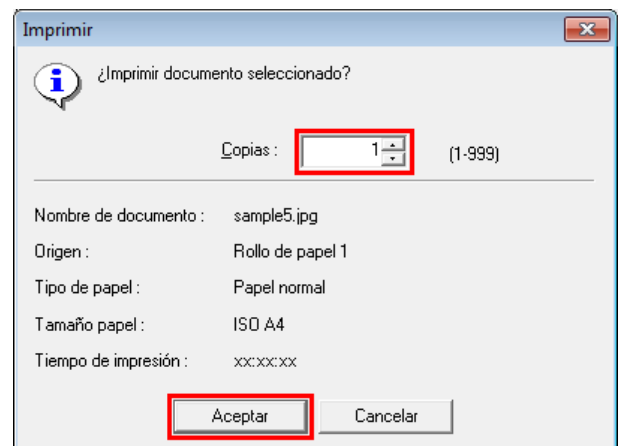 Imprimir
¿Imprimir documento seleccionado?
Copias : 1 (1-999)
Nombre de documento : sample5.jpg
Origen : Rollo de papel 1
Tipo de papel : Papel normal
Tamaño papel : ISO A4
Tiempo de impresión : xx:xx:xx
Aceptar Cancelar